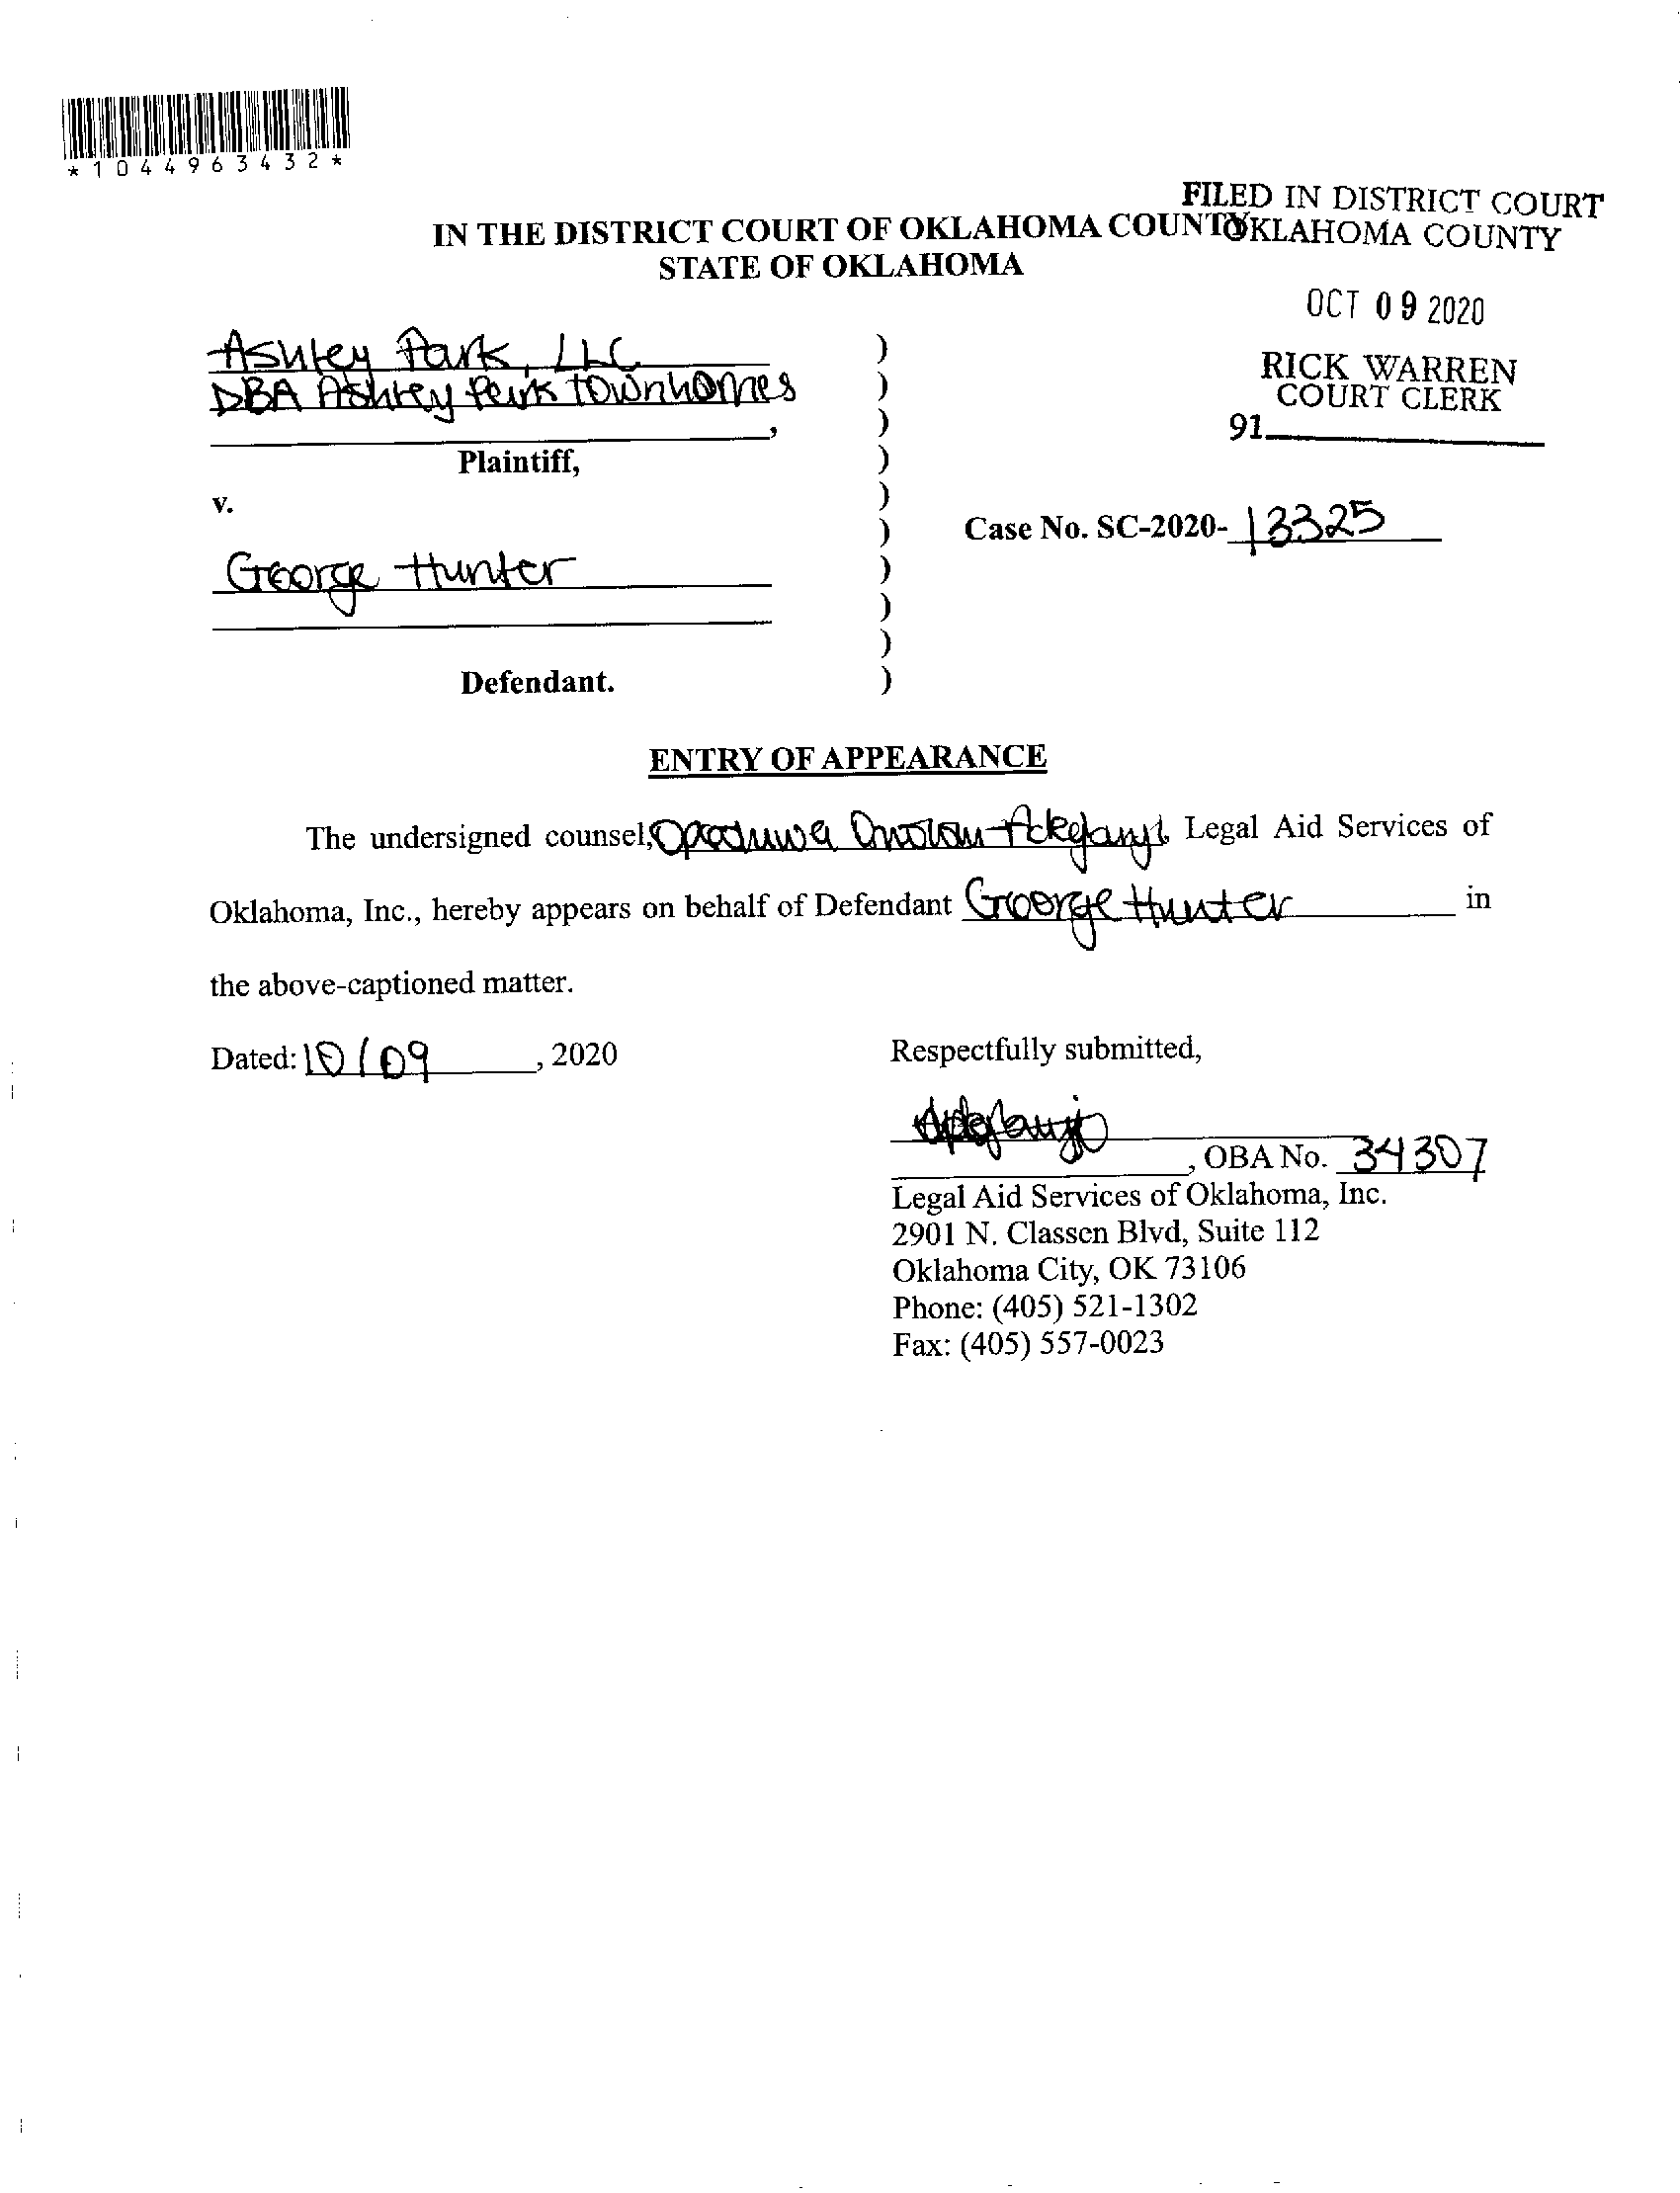 *1044963432*
FILED IN DISTRICT COURT
OKLAHOMA COUNTY
IN THE DISTRICT COURT OF OKLAHOMA COUNTY
STATE OF OKLAHOMA
OCT 09 2020
RICK WARREN
COURT CLERK
91
Ashley Park, LLC
DBA Ashley Park townhomes
,
Plaintiff,
v.
Case No. SC-2020-13325
George Hunter
Defendant.
)
)
)
)
)
)
)
)
)
)
ENTRY OF APPEARANCE
The undersigned counsel, Legal Aid Services of
Oklahoma, Inc., hereby appears on behalf of Defendant George Hunter in
the above-captioned matter.
Dated: 10/09, 2020
Respectfully submitted,
, OBA No. 34307
Legal Aid Services of Oklahoma, Inc.
2901 N. Classen Blvd, Suite 112
Oklahoma City, OK 73106
Phone: (405) 521-1302
Fax: (405) 557-0023